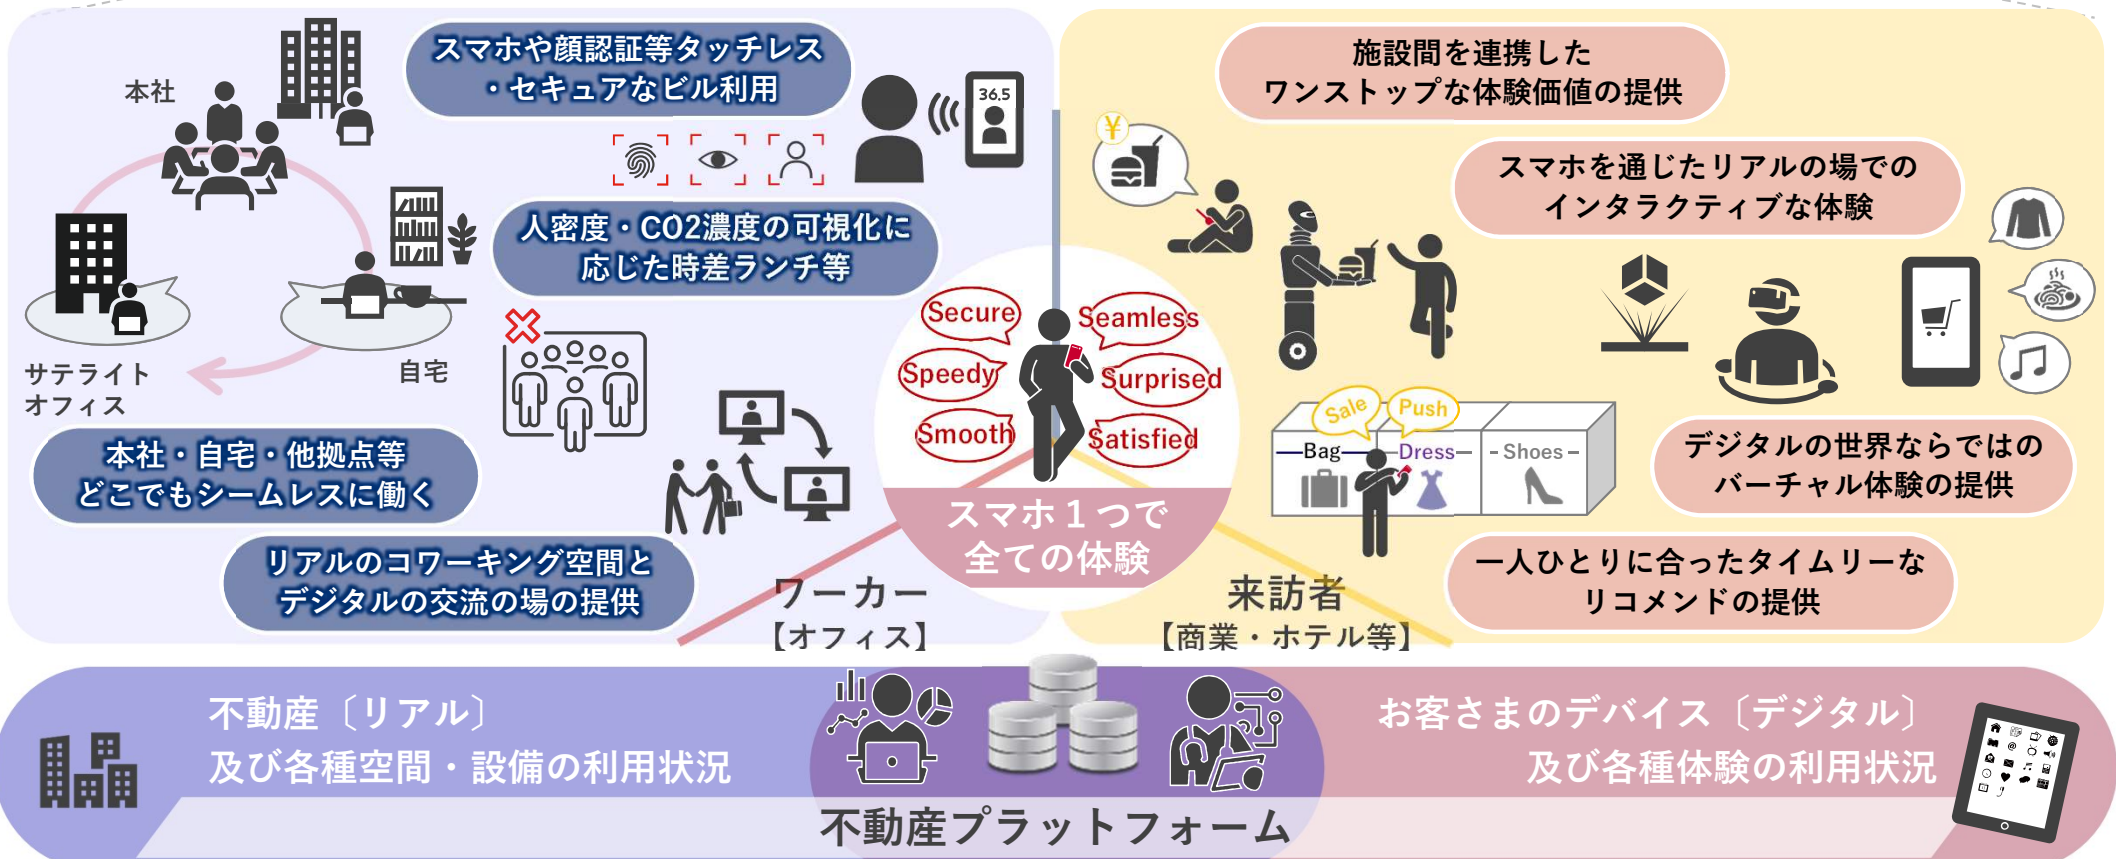 本社
スマホや顔認証等タッチレス
・セキュアなビル利用
36.5
人密度・CO2濃度の可視化に
応じた時差ランチ等
サテライト
オフィス
自宅
本社・自宅・他拠点等
どこでもシームレスに働く
リアルのコワーキング空間と
デジタルの交流の場の提供
ワーカー
【オフィス】
Secure
Speedy
Smooth
Seamless
Surprised
Satisfied
スマホ１つで
全ての体験
施設間を連携した
ワンストップな体験価値の提供
¥
スマホを通じたリアルの場での
インタラクティブな体験
Sale
Push
Bag
Dress
- Shoes -
デジタルの世界ならではの
バーチャル体験の提供
一人ひとりに合ったタイムリーな
リコメンドの提供
来訪者
【商業・ホテル等】
不動産〔リアル〕
及び各種空間・設備の利用状況
不動産プラットフォーム
お客さまのデバイス〔デジタル〕
及び各種体験の利用状況